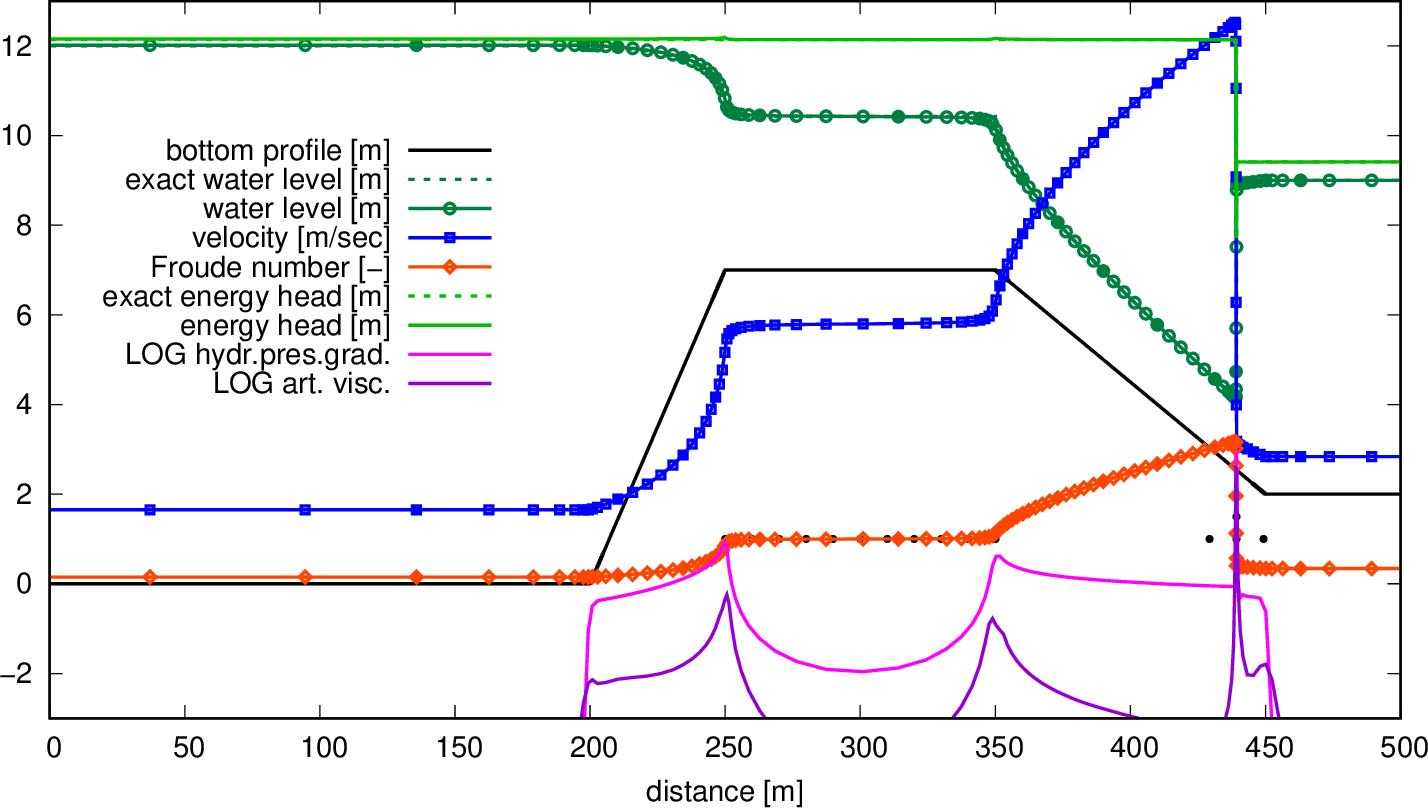 12
10
8
6
4
2
0
−2
bottom profile [m]
exact water level [m]
water level [m]
velocity [m/sec]
Froude number [−]
exact energy head [m]
energy head [m]
LOG hydr.pres.grad.
LOG art. visc.
0 50 100 150 200 250 300 350 400 450 500
distance [m]